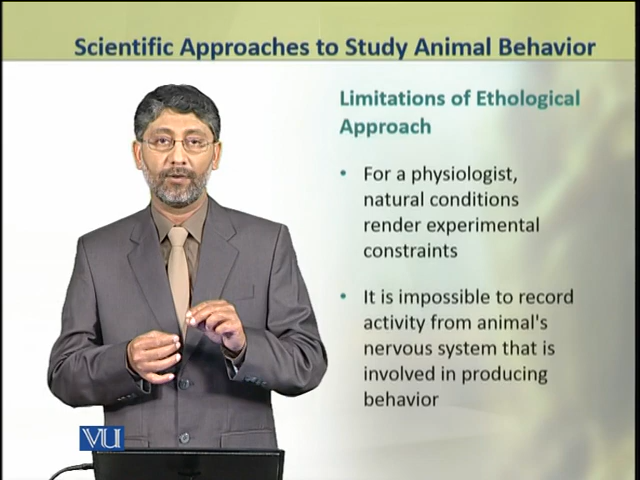 Scientific Approaches to Study Animal Behavior
Limitations of Ethological
Approach
• For a physiologist,
natural conditions
render experimental
constraints
• It is impossible to record
activity from animal's
nervous system that is
involved in producing
behavior
VU